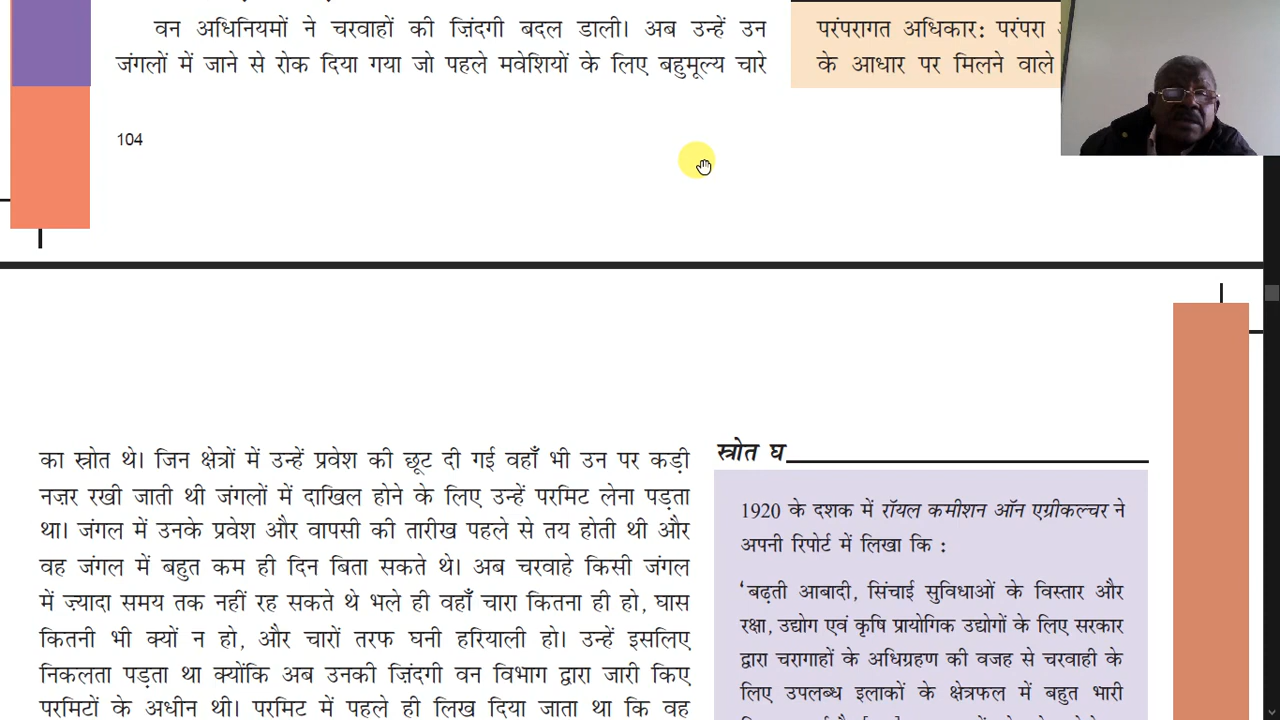 वन अधिनियमों ने चरवाहों की ज़िंदगी बदल डाली। अब उन्हें उन
जंगलों में जाने से रोक दिया गया जो पहले मवेशियों के लिए बहुमूल्य चारे
परंपरागत अधिकार: परंपरा
के आधार पर मिलने वाले
104
का स्त्रोत थे। जिन क्षेत्रों में उन्हें प्रवेश की छूट दी गई वहाँ भी उन पर कड़ी
नज़र रखी जाती थी जंगलों में दाखिल होने के लिए उन्हें परमिट लेना पड़ता
था। जंगल में उनके प्रवेश और वापसी की तारीख पहले से तय होती थी और
वह जंगल में बहुत कम ही दिन बिता सकते थे। अब चरवाहे किसी जंगल
में ज़्यादा समय तक नहीं रह सकते थे भले ही वहाँ चारा कितना ही हो, घास
कितनी भी क्यों न हो, और चारों तरफ घनी हरियाली हो। उन्हें इसलिए
निकलता पड़ता था क्योंकि अब उनकी ज़िंदगी वन विभाग द्वारा जारी किए
परमिटों के अधीन थी। परमिट में पहले ही लिख दिया जाता था कि वह
स्त्रोत घ
1920 के दशक में रॉयल कमीशन ऑन एग्रीकल्चर ने
अपनी रिपोर्ट में लिखा कि :
‘बढ़ती आबादी, सिंचाई सुविधाओं के विस्तार और
रक्षा, उद्योग एवं कृषि प्रायोगिक उद्योगों के लिए सरकार
द्वारा चरागाहों के अधिग्रहण की वजह से चरवाही के
लिए उपलब्ध इलाकों के क्षेत्रफल में बहुत भारी